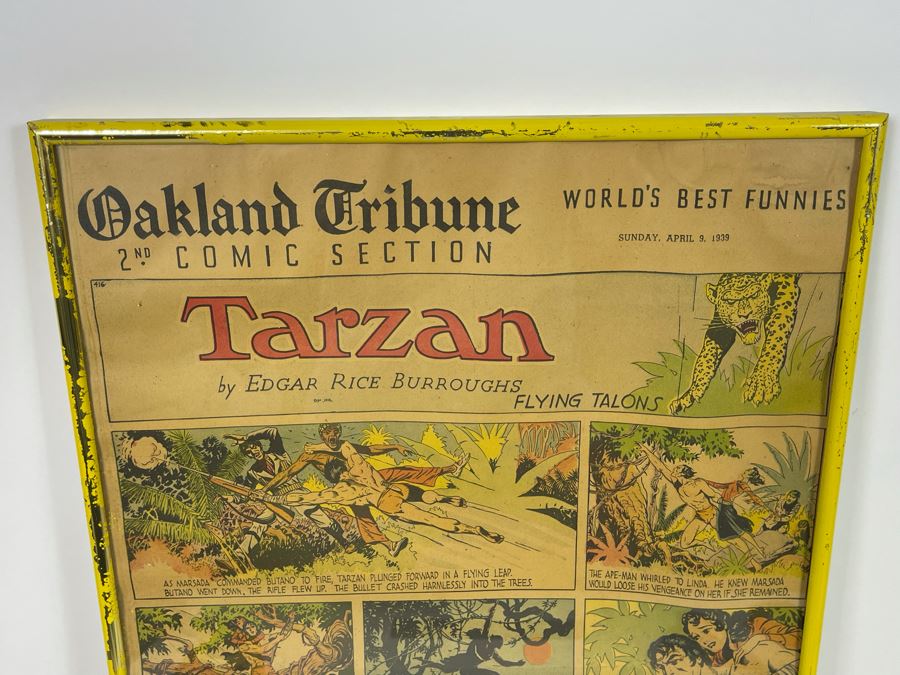 Oakland Tribune
2ND. COMIC SECTION
WORLD'S BEST FUNNIES
SUNDAY, APRIL 9, 1939
416
Tarzan
by EDGAR RICE BURROUGHS
FLYING TALONS
AS MARSADA COMMANDED BUTANO TO FIRE, TARZAN PLUNGED FORWARD IN A FLYING LEAP.
BUTANO WENT DOWN, THE RIFLE FLEW UP. THE BULLET CRASHED HARMLESSLY INTO THE TREES.
THE APE-MAN WHIRLED TO LINDA. HE KNEW MARSADA
WOULD LOOSE HIS VENGEANCE ON HER IF SHE REMAINED.